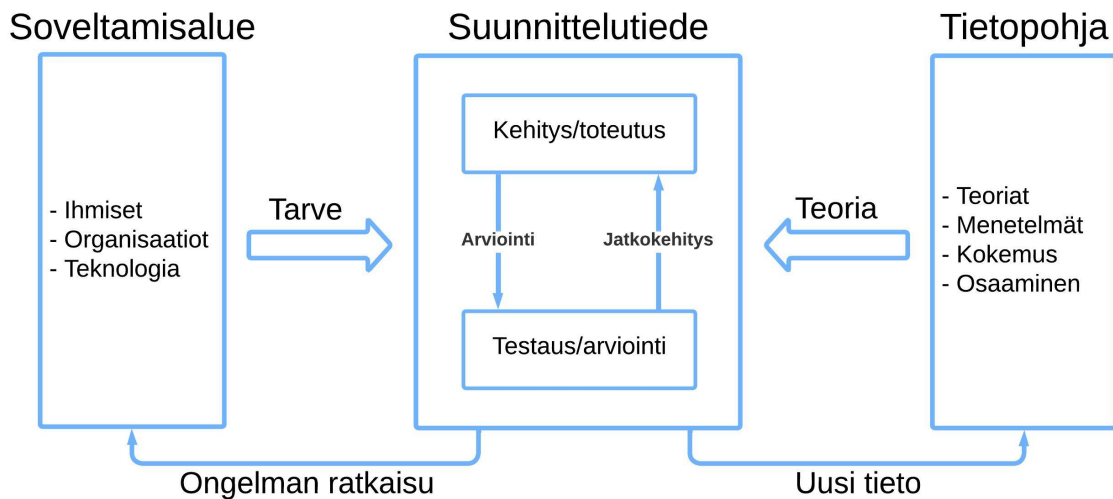 Soveltamisalue
Suunnittelutiede
Tietopohja
- Ihmiset
- Organisaatiot
- Teknologia
Tarve
Kehitys/toteutus
Arviointi
Jatkokehitys
Testaus/arviointi
Teoria
- Teoriat
- Menetelmät
- Kokemus
- Osaaminen
Ongelman ratkaisu
Uusi tieto